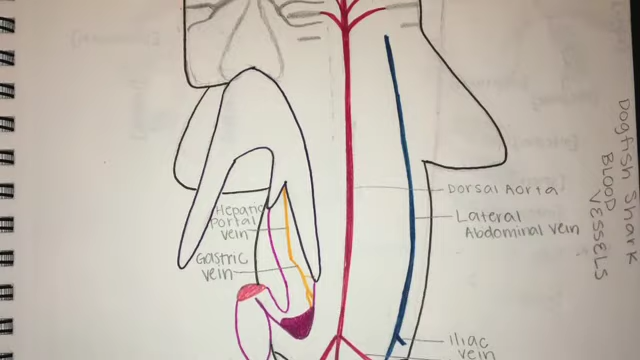 Dogfish Shark
BLOOD
VESSELS
Dorsal Aorta
Lateral
Abdominal vein
Hepatic
Portal
vein
Gastric
vein
Iliac
vein